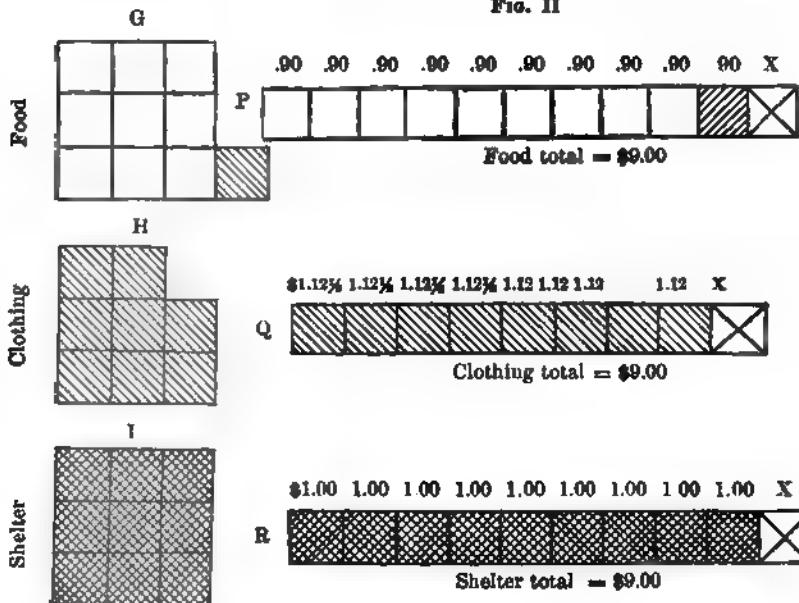 FIG. II
G
.90 .90 .90 .90 .90 .90 .90 .90 .90 90 X
Food
P
Food total = $9.00
H
$1.12½ 1.12½ 1.12½ 1.12½ 1.12 1.12 1.12 1.12 X
Clothing
Q
Clothing total = $9.00
I
$1.00 1.00 1.00 1.00 1.00 1.00 1.00 1.00 1.00 X
Shelter
R
Shelter total = $9.00